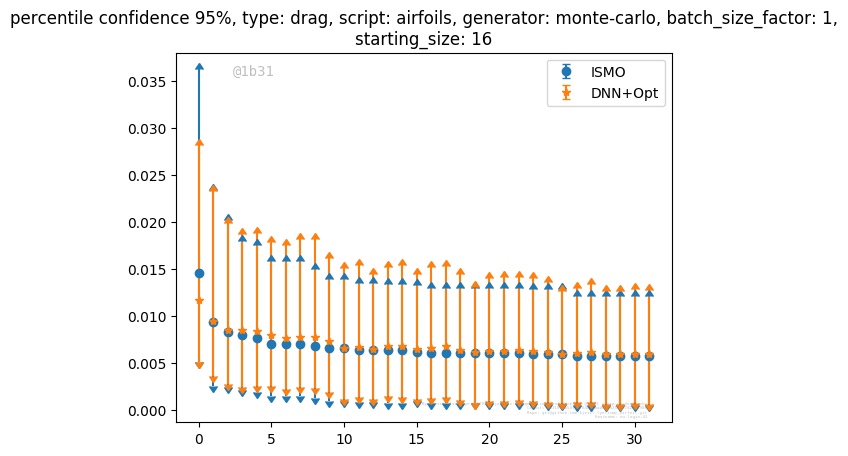 percentile confidence 95%, type: drag, script: airfoils, generator: monte-carlo, batch_size_factor: 1,
starting_size: 16
@1b31
ISMO
DNN+Opt
0.035
0.030
0.025
0.020
0.015
0.010
0.005
0.000
0 5 10 15 20 25 30